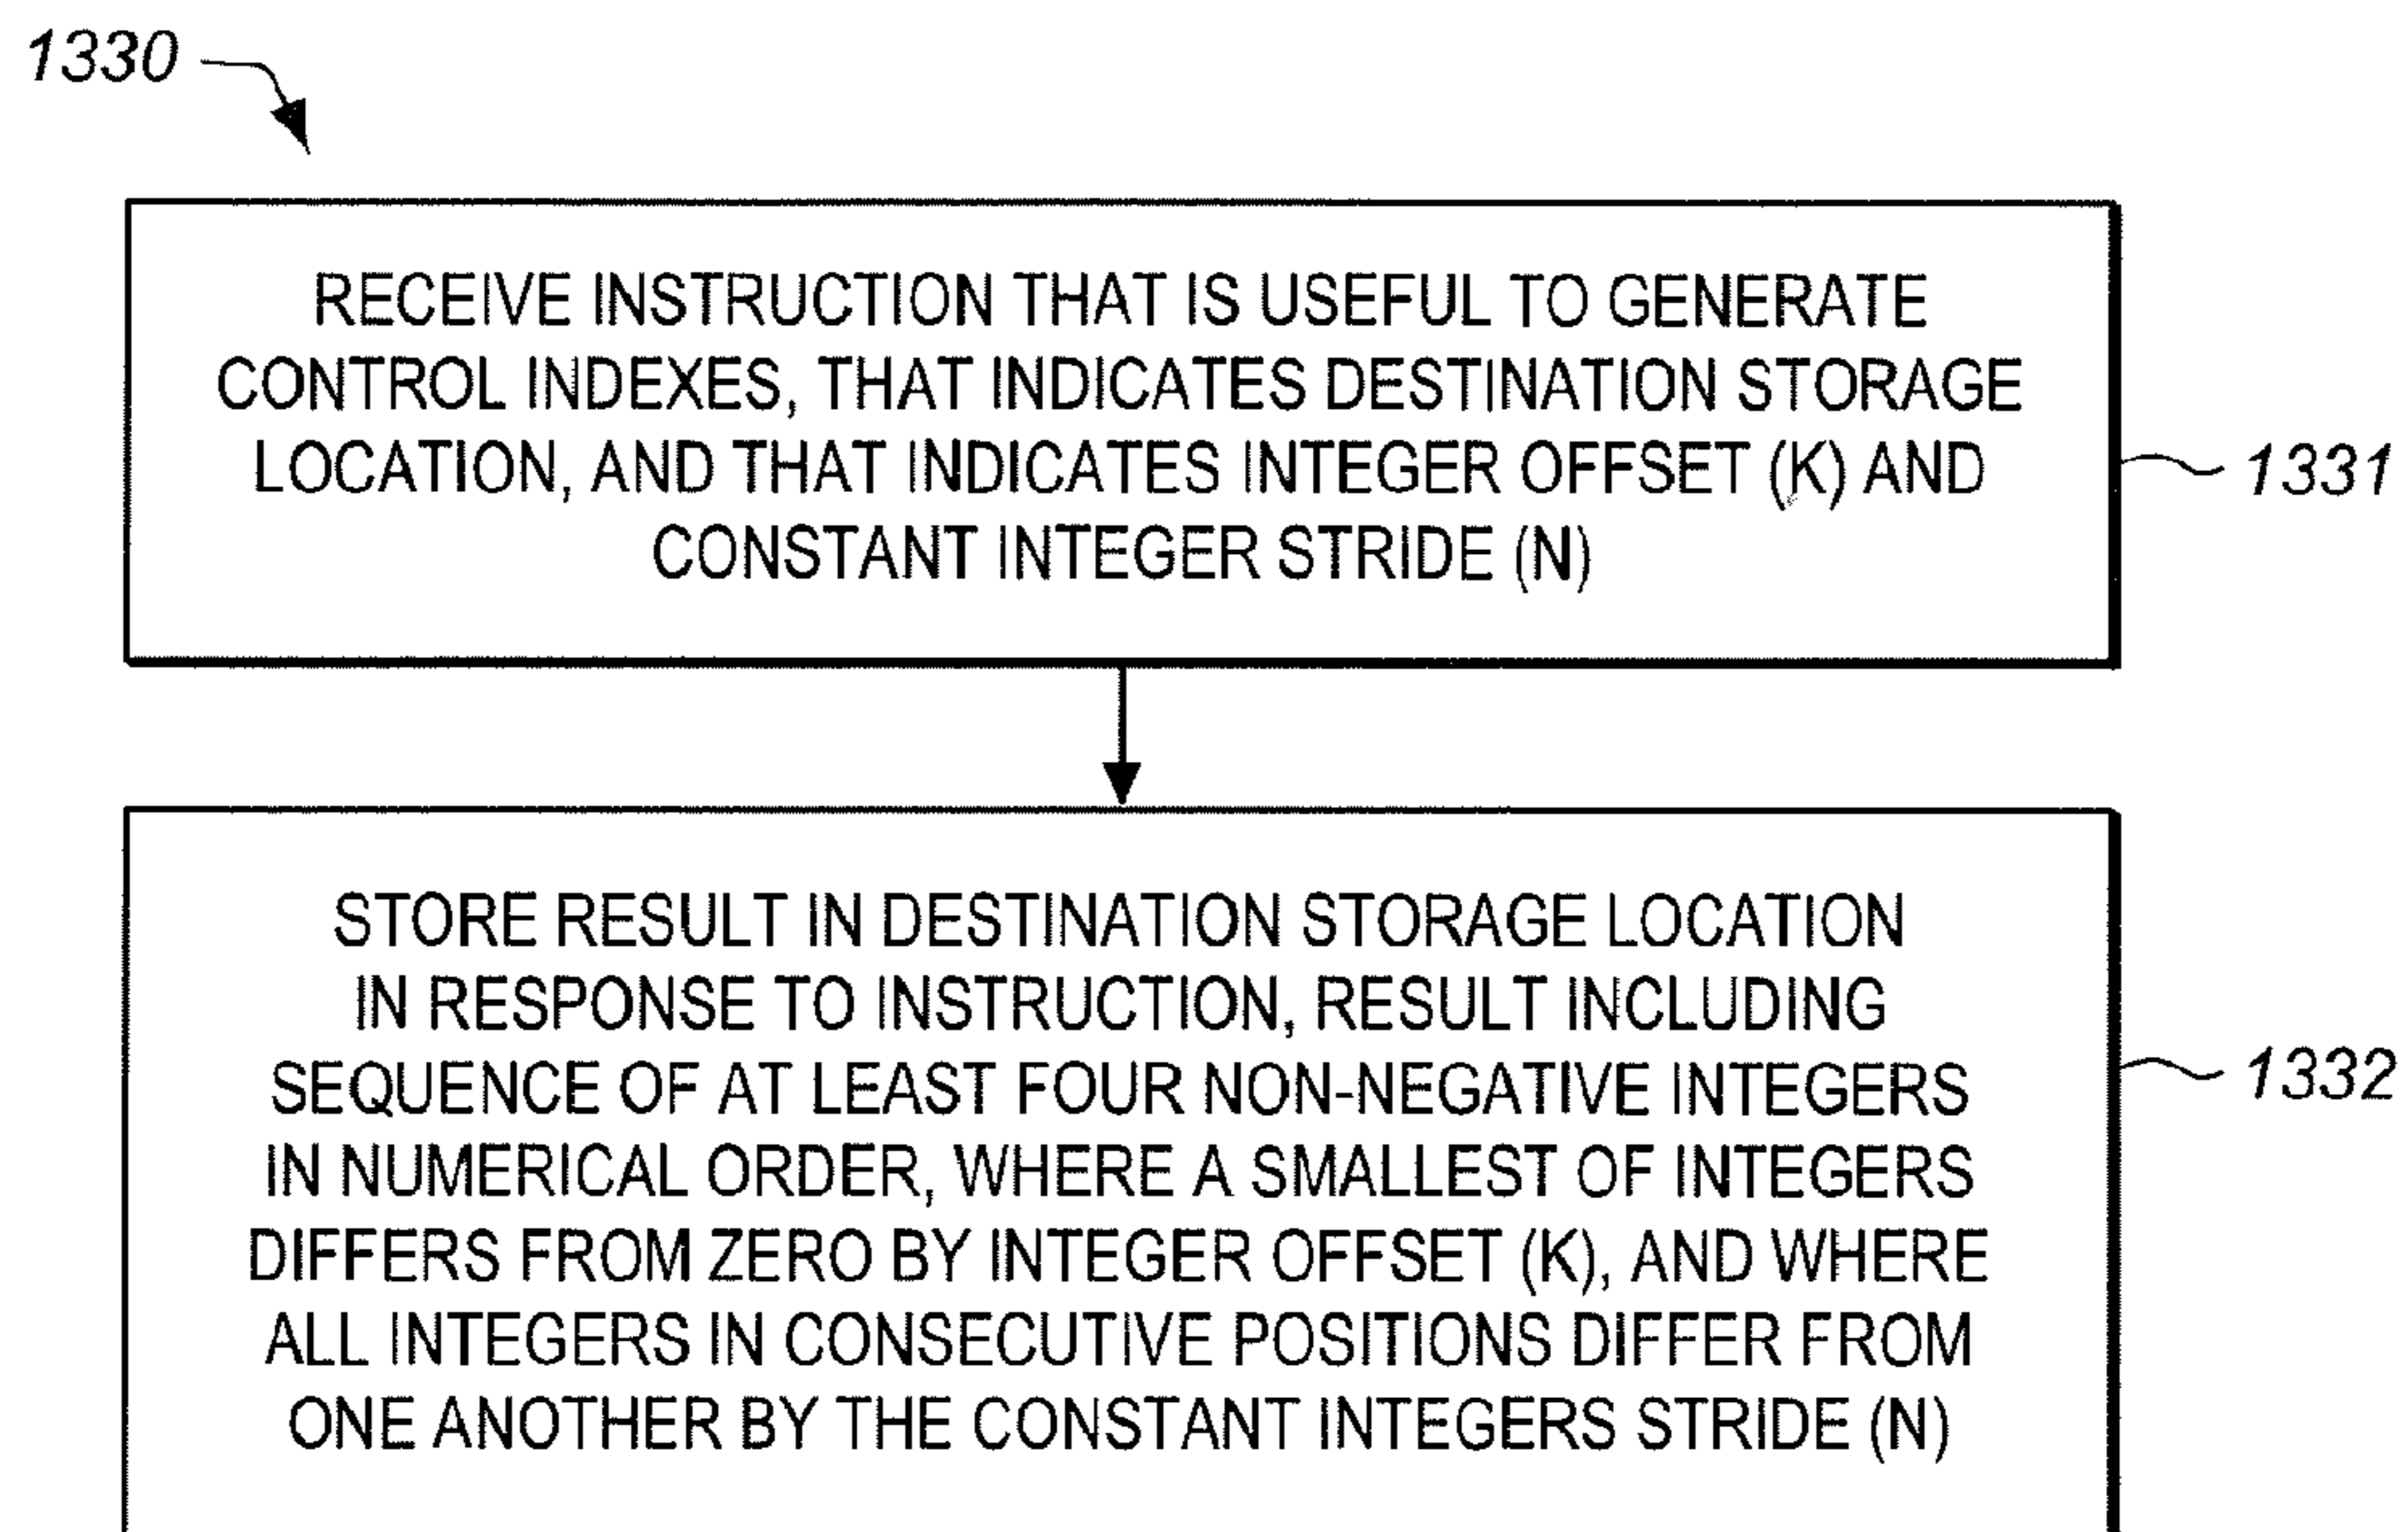 1330
RECEIVE INSTRUCTION THAT IS USEFUL TO GENERATE
CONTROL INDEXES, THAT INDICATES DESTINATION STORAGE
LOCATION, AND THAT INDICATES INTEGER OFFSET (K) AND
CONSTANT INTEGER STRIDE (N)
1331
STORE RESULT IN DESTINATION STORAGE LOCATION
IN RESPONSE TO INSTRUCTION, RESULT INCLUDING
SEQUENCE OF AT LEAST FOUR NON-NEGATIVE INTEGERS
IN NUMERICAL ORDER, WHERE A SMALLEST OF INTEGERS
DIFFERS FROM ZERO BY INTEGER OFFSET (K), AND WHERE
ALL INTEGERS IN CONSECUTIVE POSITIONS DIFFER FROM
ONE ANOTHER BY THE CONSTANT INTEGERS STRIDE (N)
1332